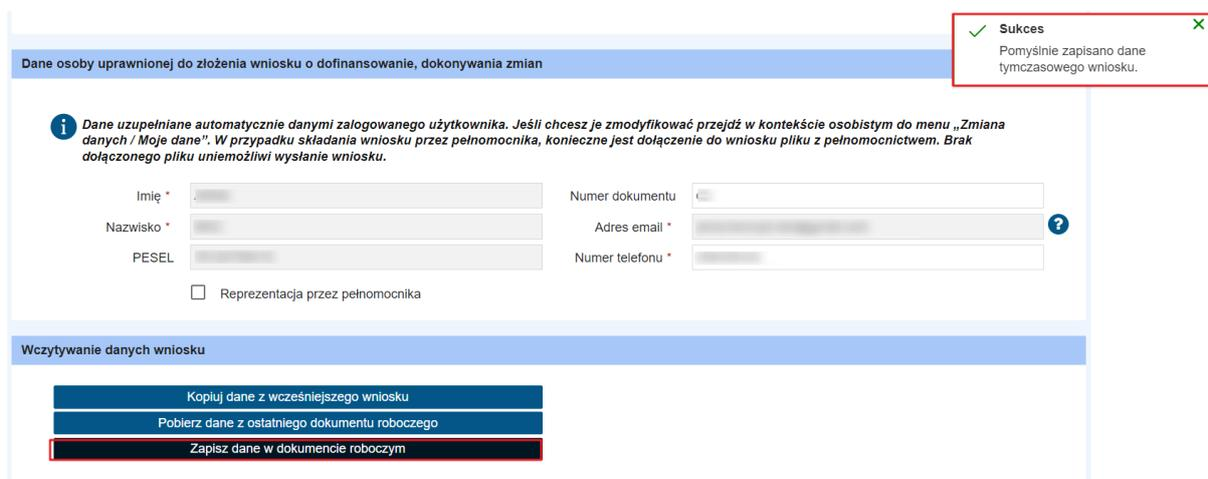 Sukces
Pomyślnie zapisano dane
tymczasowego wniosku.
Dane osoby uprawnionej do złożenia wniosku o dofinansowanie, dokonywania zmian
Dane uzupełniane automatycznie danymi zalogowanego użytkownika. Jeśli chcesz je zmodyfikować przejdź w kontekście osobistym do menu „Zmiana
danych / Moje dane”. W przypadku składania wniosku przez pełnomocnika, konieczne jest dołączenie do wniosku pliku z pełnomocnictwem. Brak
dołączonego pliku uniemożliwi wysłanie wniosku.
Imię * Numer dokumentu
Nazwisko * Adres email *
PESEL Numer telefonu *
Reprezentacja przez pełnomocnika
Wczytywanie danych wniosku
Kopiuj dane z wcześniejszego wniosku
Pobierz dane z ostatniego dokumentu roboczego
Zapisz dane w dokumencie roboczym